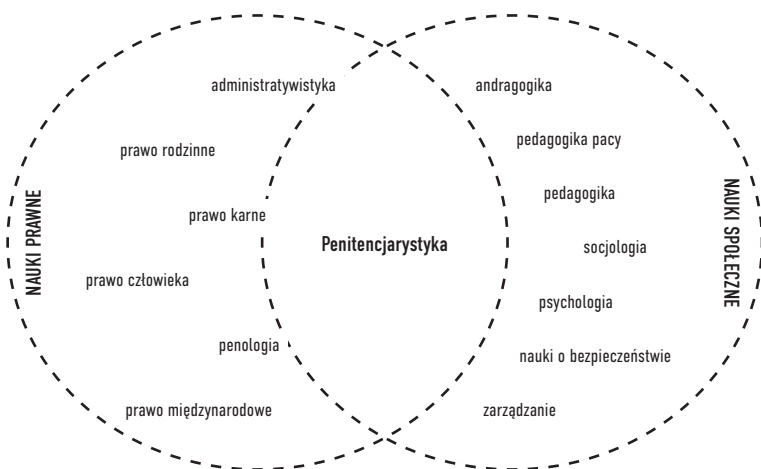 administratywistyka
prawo rodzinne
prawo karne
prawo człowieka
penologia
prawo międzynarodowe
NAUKI PRAWNE
Penitencjarystyka
andragogika
pedagogika pacy
pedagogika
socjologia
psychologia
nauki o bezpieczeństwie
zarządzanie
NAUKI SPOŁECZNE